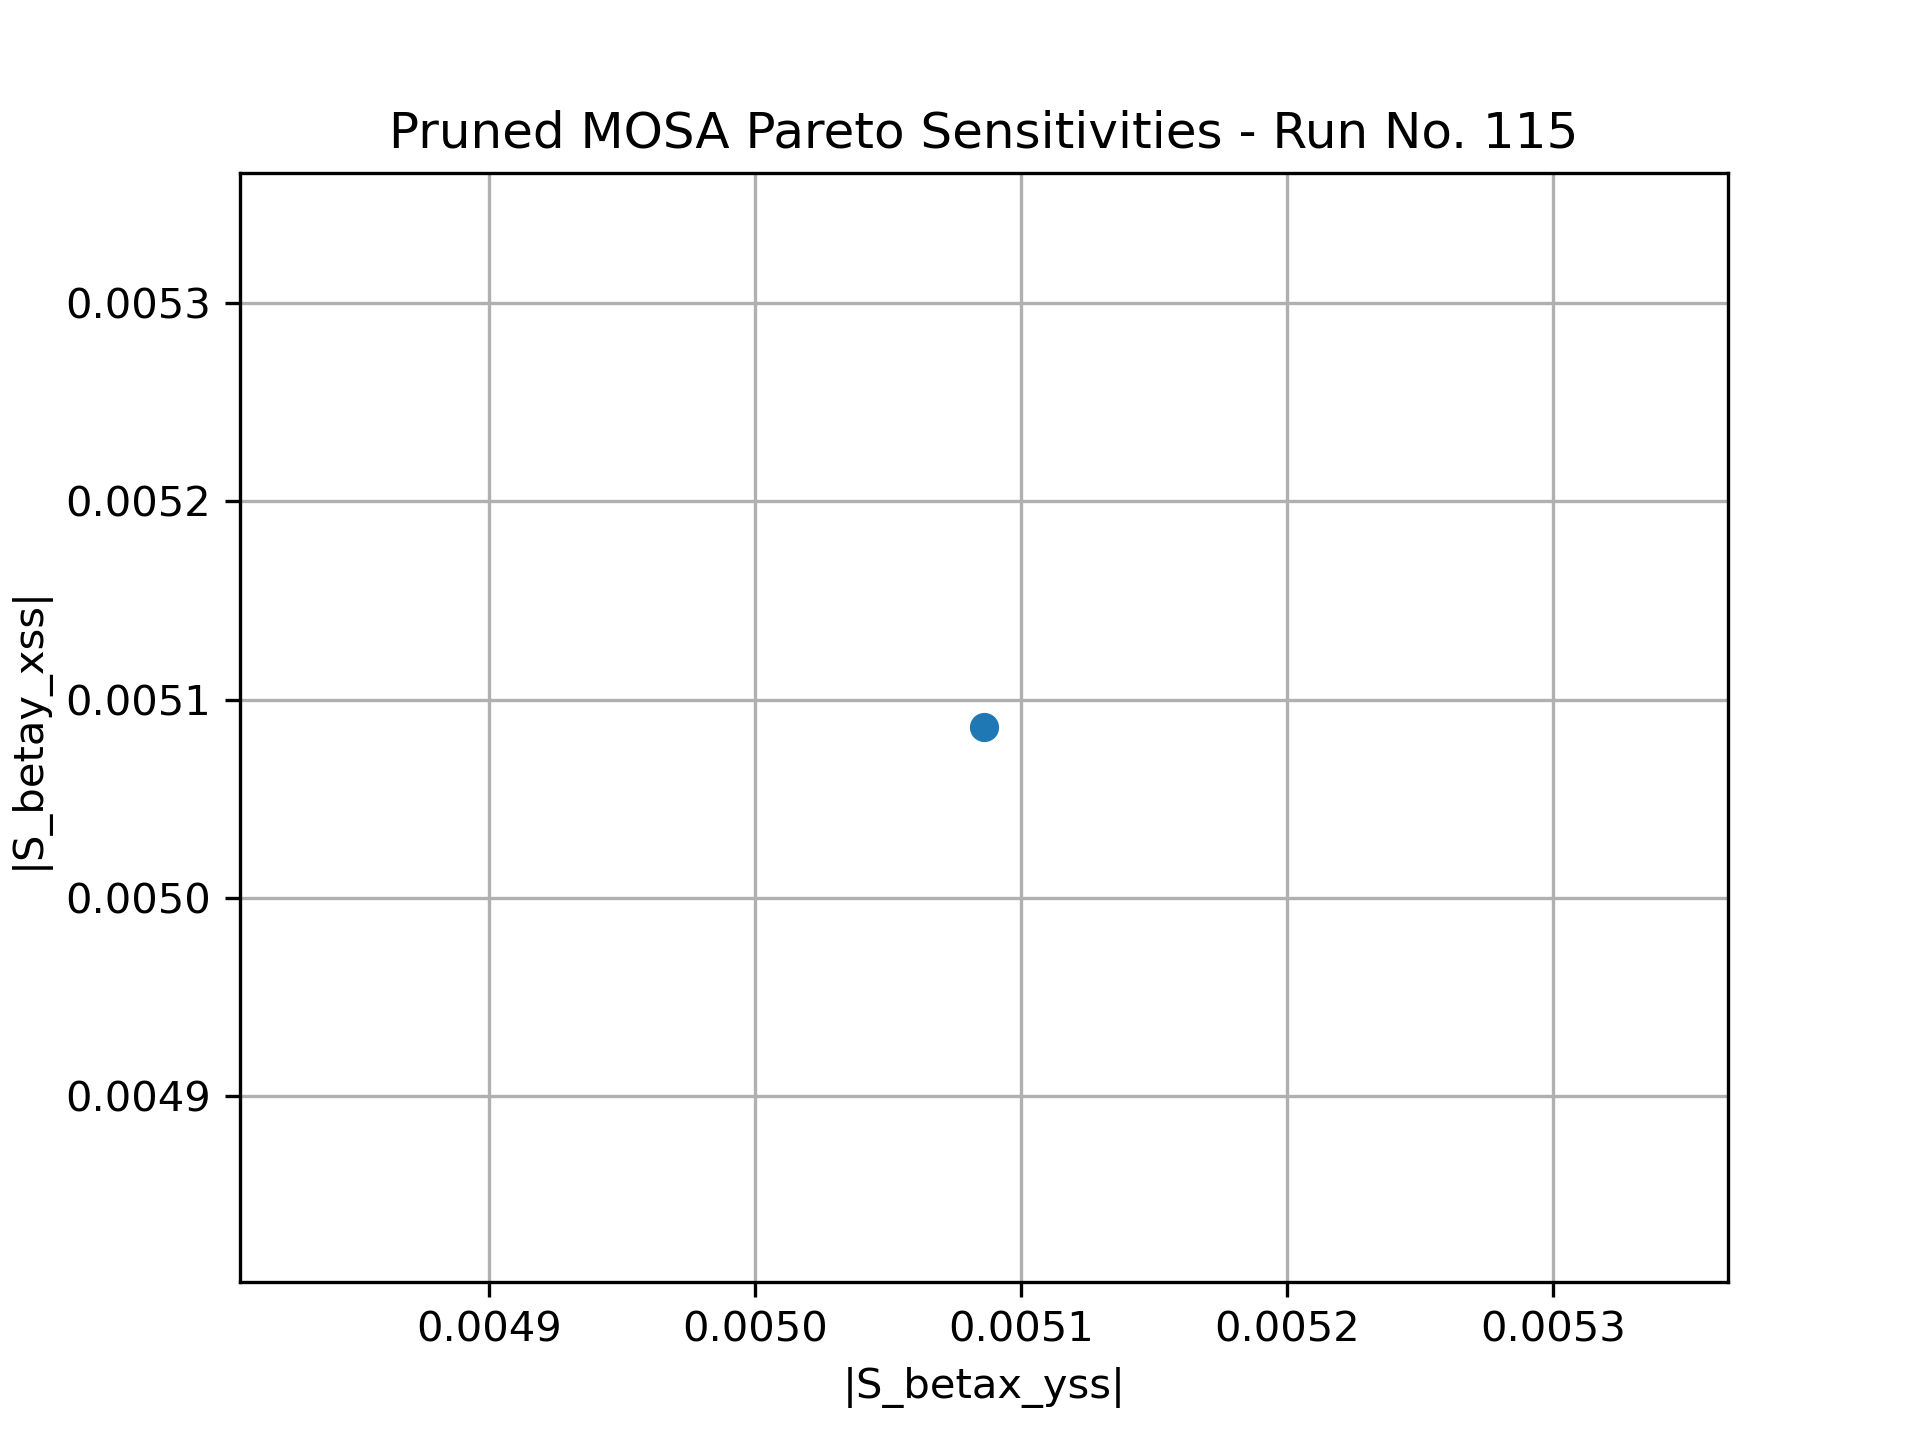 Pruned MOSA Pareto Sensitivities - Run No. 115
|S_betay_xss|
0.0053
0.0052
0.0051
0.0050
0.0049
0.0049 0.0050 0.0051 0.0052 0.0053
|S_betax_yss|